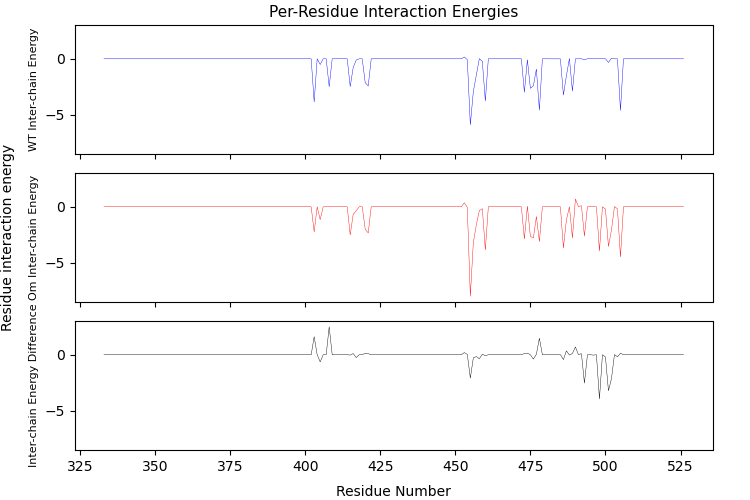 Per-Residue Interaction Energies
Residue interaction energy
WT Inter-chain Energy
0
−5
Om Inter-chain Energy
0
−5
Inter-chain Energy Difference
0
−5
325 350 375 400 425 450 475 500 525
Residue Number